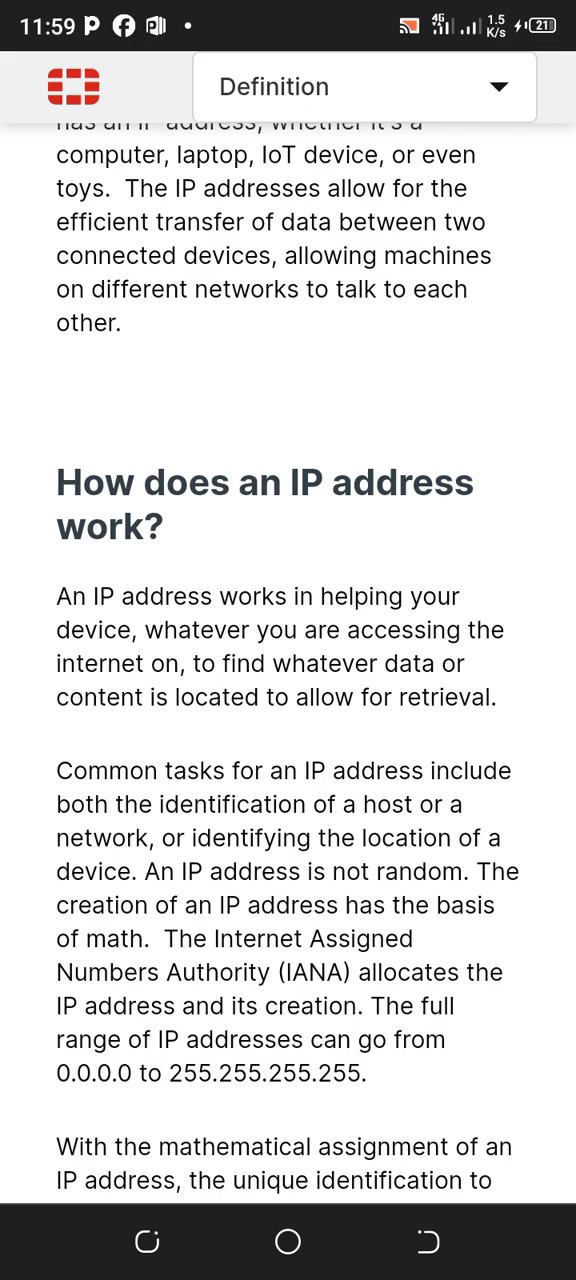 11:59
4G 1.5 K/s 21
Definition
has an IP address, whether it's a
computer, laptop, IoT device, or even
toys.  The IP addresses allow for the
efficient transfer of data between two
connected devices, allowing machines
on different networks to talk to each
other.
How does an IP address
work?
An IP address works in helping your
device, whatever you are accessing the
internet on, to find whatever data or
content is located to allow for retrieval.
Common tasks for an IP address include
both the identification of a host or a
network, or identifying the location of a
device. An IP address is not random. The
creation of an IP address has the basis
of math.  The Internet Assigned
Numbers Authority (IANA) allocates the
IP address and its creation. The full
range of IP addresses can go from
0.0.0.0 to 255.255.255.255.
With the mathematical assignment of an
IP address, the unique identification to